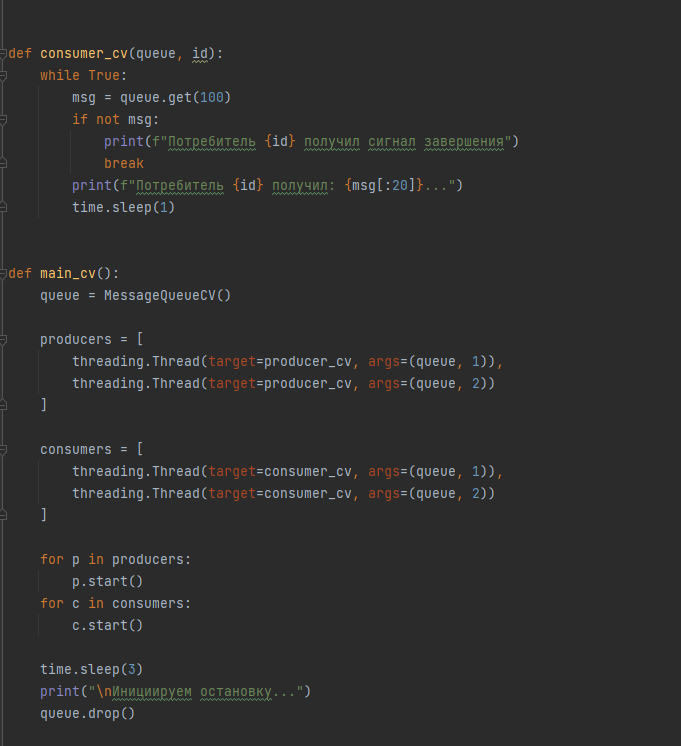 def consumer_cv(queue, id):
    while True:
        msg = queue.get(100)
        if not msg:
            print(f"Потребитель {id} получил сигнал завершения")
            break
        print(f"Потребитель {id} получил: {msg[:20]}...")
        time.sleep(1)
def main_cv():
    queue = MessageQueueCV()
    producers = [
        threading.Thread(target=producer_cv, args=(queue, 1)),
        threading.Thread(target=producer_cv, args=(queue, 2))
    ]
    consumers = [
        threading.Thread(target=consumer_cv, args=(queue, 1)),
        threading.Thread(target=consumer_cv, args=(queue, 2))
    ]
    for p in producers:
        p.start()
    for c in consumers:
        c.start()
    time.sleep(3)
    print("\nИнициируем остановку...")
    queue.drop()